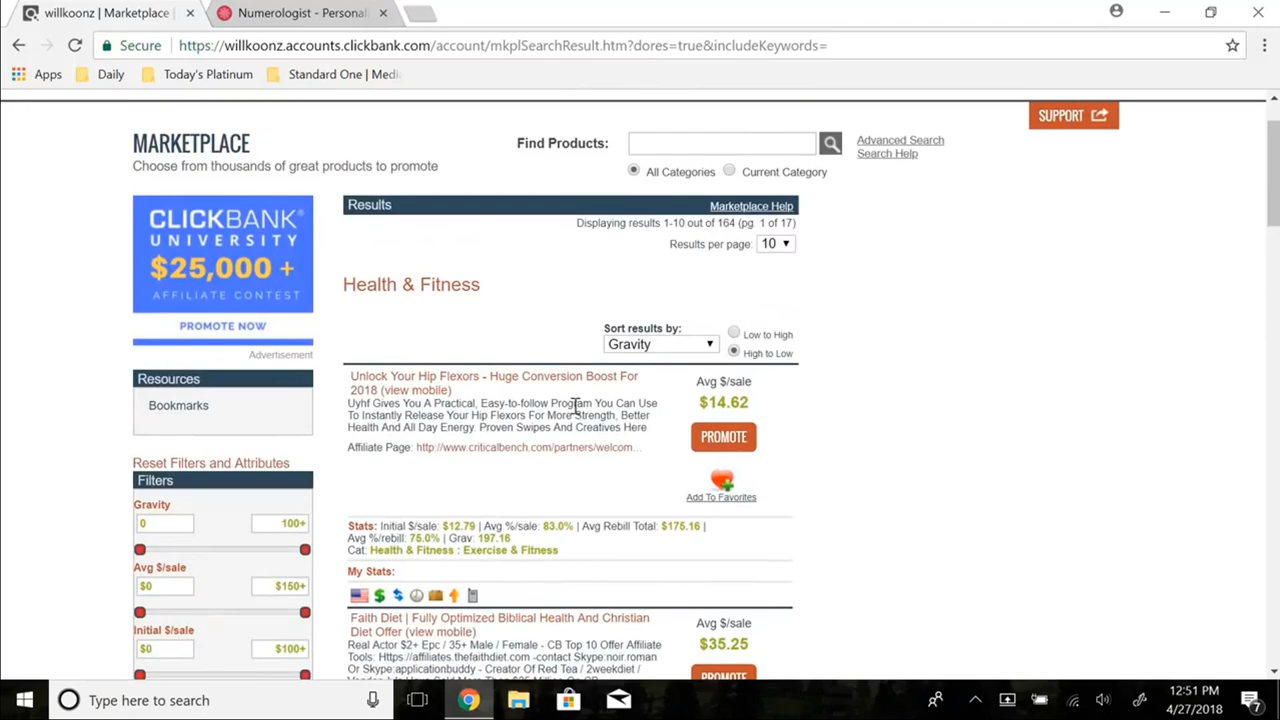 willkoonz | Marketplace |
Numerologist - Personal
Secure
https://willkoonz.accounts.clickbank.com/account/mkplSearchResult.htm?dores=true&includeKeywords=
Apps
Daily
Today's Platinum
Standard One | Medi
SUPPORT
MARKETPLACE
Choose from thousands of great products to promote
Find Products:
Advanced Search
Search Help
All Categories
Current Category
CLICKBANK
UNIVERSITY
$25,000 +
AFFILIATE CONTEST
PROMOTE NOW
Advertisement
Resources
Bookmarks
Reset Filters and Attributes
Filters
Gravity
0
100+
Avg $/sale
$0
$150+
Initial $/sale
$0
$100+
Results
Marketplace Help
Displaying results 1-10 out of 164 (pg. 1 of 17)
Results per page: 10
Health & Fitness
Sort results by:
Gravity
Low to High
High to Low
Unlock Your Hip Flexors - Huge Conversion Boost For
2018 (view mobile)
Uyhf Gives You A Practical, Easy-to-follow Program You Can Use
To Instantly Release Your Hip Flexors For More Strength, Better
Health And All Day Energy. Proven Swipes And Creatives Here
Affiliate Page: http://www.criticalbench.com/partners/welcom...
Avg $/sale
$14.62
PROMOTE
Add To Favorites
Stats: Initial $/sale: $12.79 | Avg %/sale: 83.0% | Avg Rebill Total: $175.16 |
Avg %/rebill: 75.0% | Grav: 197.16
Cat: Health & Fitness : Exercise & Fitness
My Stats:
Faith Diet | Fully Optimized Biblical Health And Christian
Diet Offer (view mobile)
Real Actor $2+ Epc / 35+ Male / Female - CB Top 10 Offer Affiliate
Tools: Https://affiliates.thefaithdiet.com -contact Skype:noir.roman
Or Skype:applicationbuddy - Creator Of Red Tea / 2weekdiet /
Avg $/sale
$35.25
PROMOTE
Type here to search
12:51 PM
4/27/2018
7